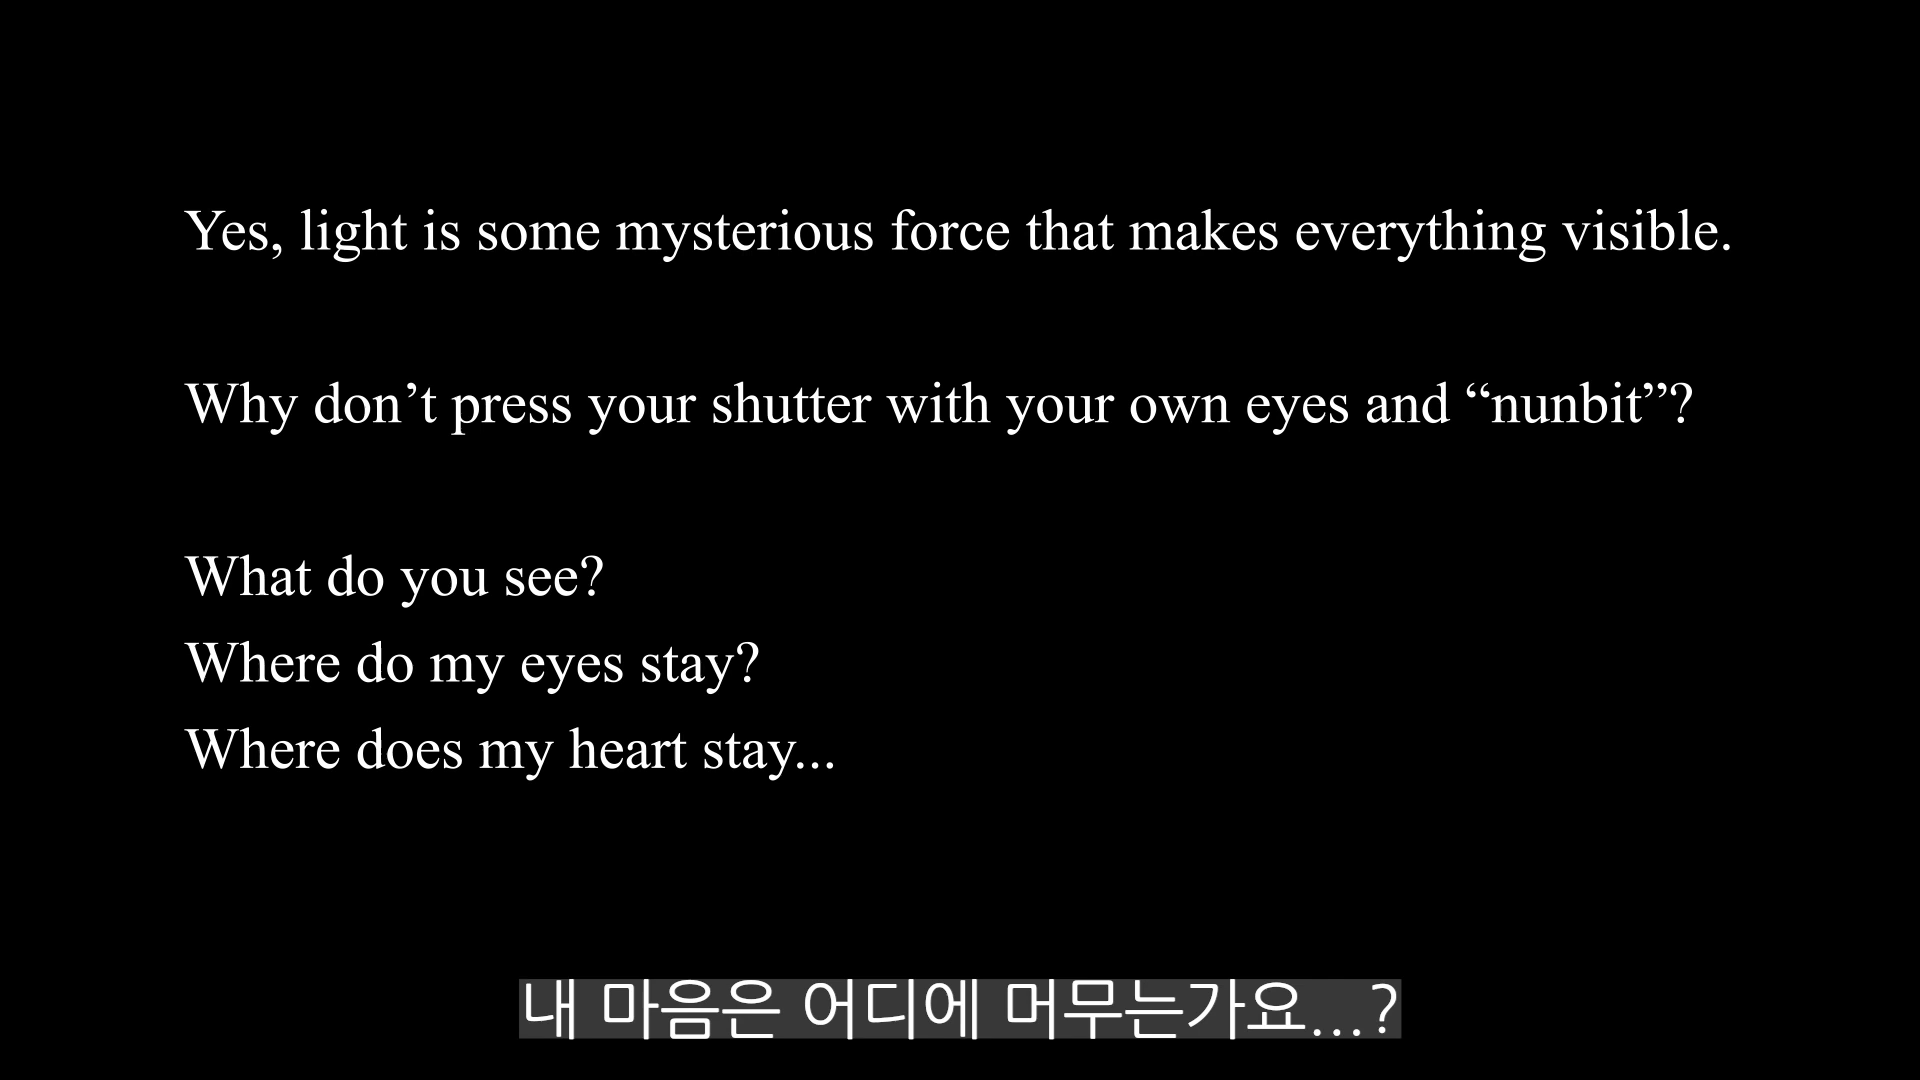 Yes, light is some mysterious force that makes everything visible.
Why don’t press your shutter with your own eyes and “nunbit”?
What do you see?
Where do my eyes stay?
Where does my heart stay...
내 마음은 어디에 머무는가요...?